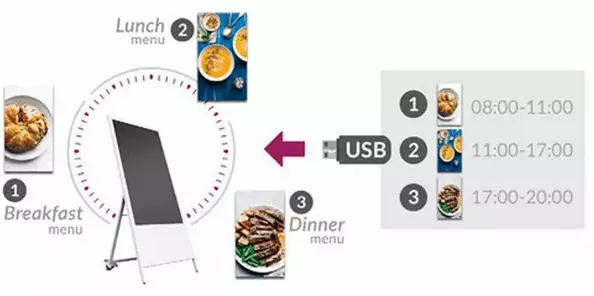 Lunch
menu
2
1
Breakfast
menu
3
Dinner
menu
USB
1 08:00-11:00
2 11:00-17:00
3 17:00-20:00